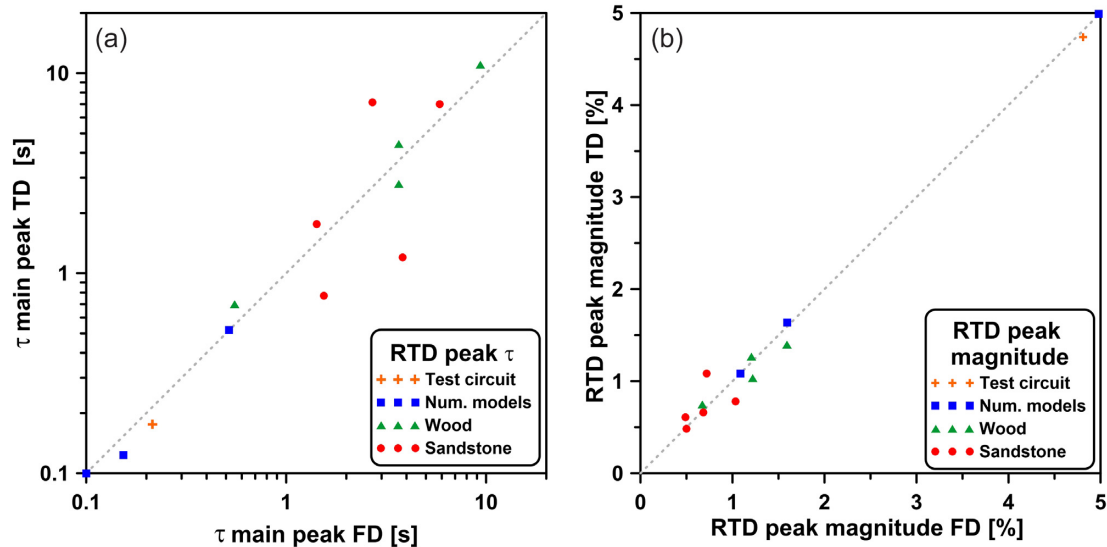 (a)
τ main peak TD [s]
10
1
0.1
0.1
1
10
τ main peak FD [s]
RTD peak τ
Test circuit
Num. models
Wood
Sandstone
(b)
RTD peak magnitude TD [%]
5
4
3
2
1
0
0
1
2
3
4
5
RTD peak magnitude FD [%]
RTD peak
magnitude
Test circuit
Num. models
Wood
Sandstone